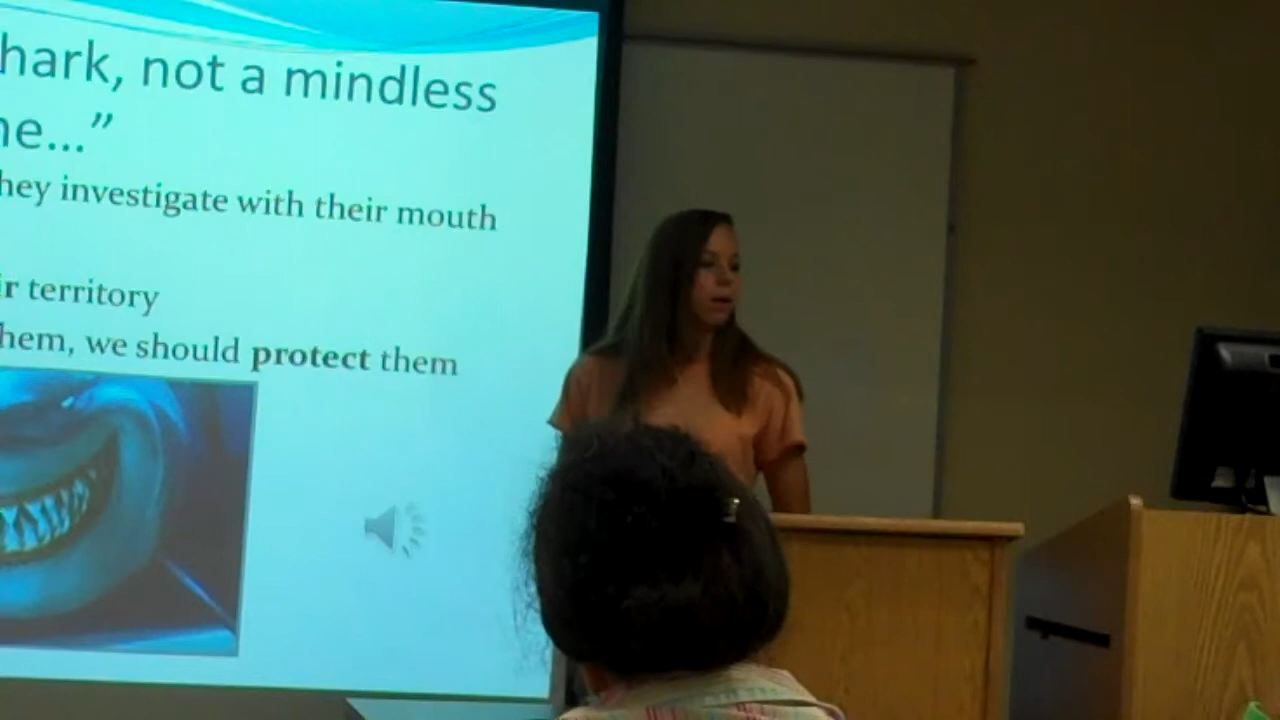 hark, not a mindless
ne..."
hey investigate with their mouth
ir territory
hem, we should protect them